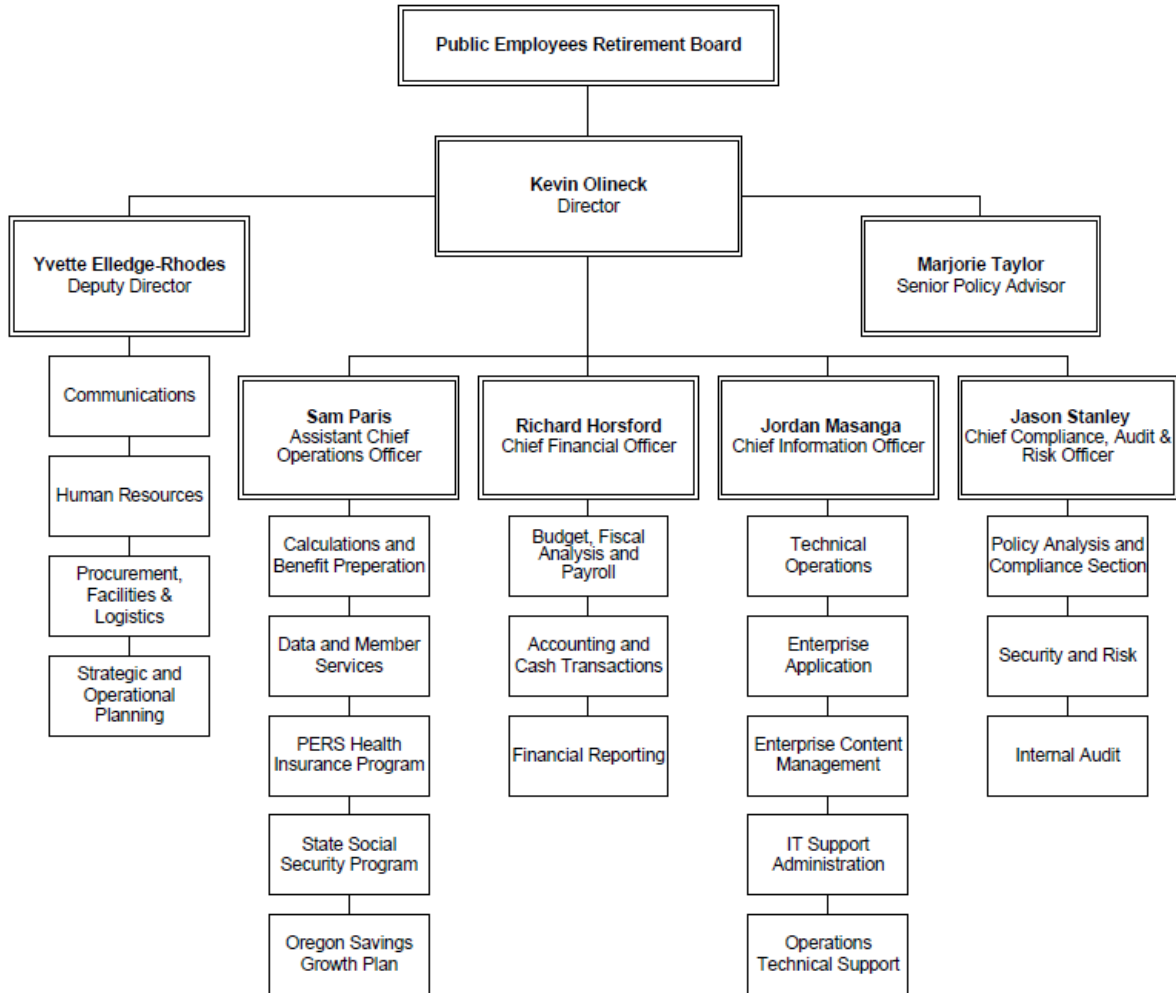 Public Employees Retirement Board
Kevin Olineck
Director
Yvette Elledge-Rhodes
Deputy Director
Marjorie Taylor
Senior Policy Advisor
Communications
Human Resources
Procurement,
Facilities &
Logistics
Strategic and
Operational
Planning
Sam Paris
Assistant Chief
Operations Officer
Calculations and
Benefit Preperation
Data and Member
Services
PERS Health
Insurance Program
State Social
Security Program
Oregon Savings
Growth Plan
Richard Horsford
Chief Financial Officer
Budget, Fiscal
Analysis and
Payroll
Accounting and
Cash Transactions
Financial Reporting
Jordan Masanga
Chief Information Officer
Technical
Operations
Enterprise
Application
Enterprise Content
Management
IT Support
Administration
Operations
Technical Support
Jason Stanley
Chief Compliance, Audit &
Risk Officer
Policy Analysis and
Compliance Section
Security and Risk
Internal Audit